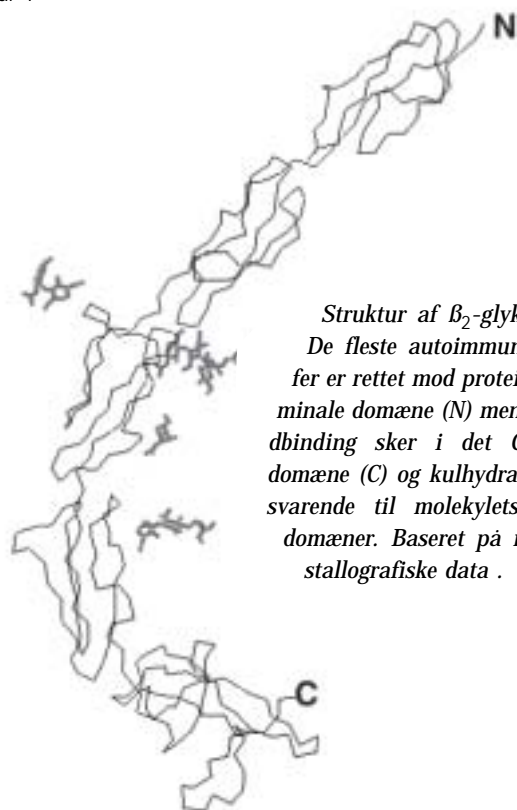 N
Struktur af ß₂-glyk
De fleste autoimmun
fer er rettet mod protei
minale domæne (N) men
dbinding sker i det C
domæne (C) og kulhydra
svarende til molekylets
domæner. Baseret på r
stallografiske data .
C